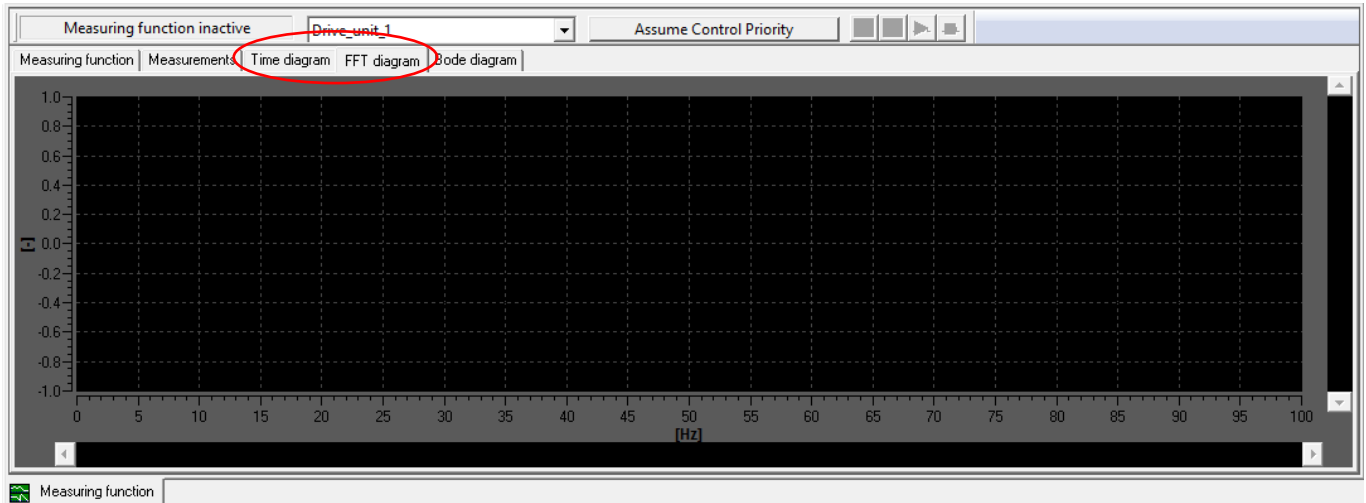 Measuring function inactive Drive_unit_1 Assume Control Priority
Measuring function Measurements Time diagram FFT diagram Bode diagram
1.0
0.8
0.6
0.4
0.2
[-] 0.0
-0.2
-0.4
-0.6
-0.8
-1.0
0 5 10 15 20 25 30 35 40 45 50 55 60 65 70 75 80 85 90 95 100
[Hz]
Measuring function